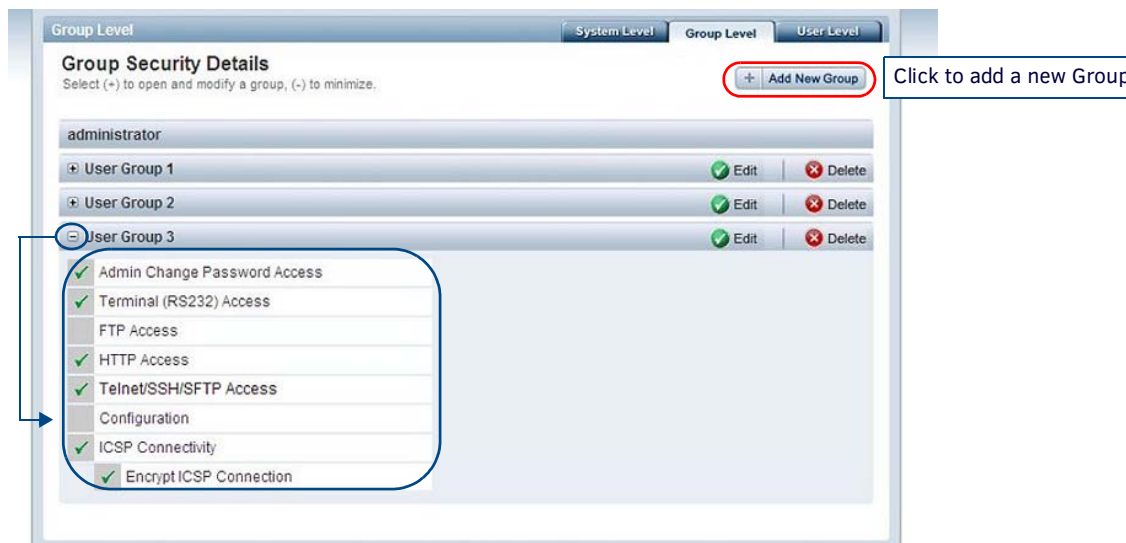 Group Level
System Level
Group Level
User Level
Group Security Details
Select (+) to open and modify a group, (-) to minimize.
+ Add New Group
Click to add a new Group
administrator
User Group 1
Edit
Delete
User Group 2
Edit
Delete
User Group 3
Edit
Delete
Admin Change Password Access
Terminal (RS232) Access
FTP Access
HTTP Access
Telnet/SSH/SFTP Access
Configuration
ICSP Connectivity
Encrypt ICSP Connection